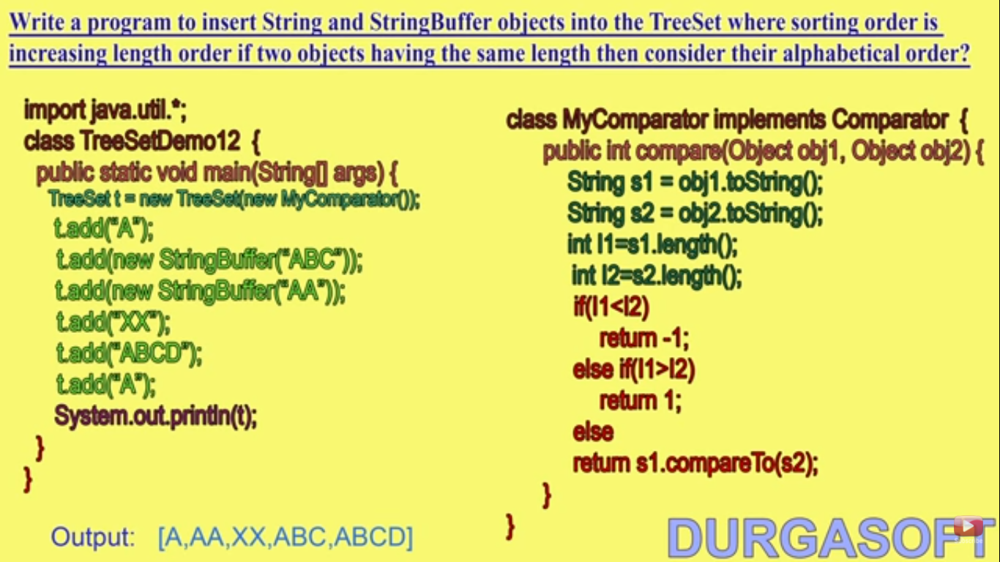 Write a program to insert String and StringBuffer objects into the TreeSet where sorting order is
increasing length order if two objects having the same length then consider their alphabetical order?
import java.util.*;
class TreeSetDemo12 {
public static void main(String[] args) {
TreeSet t = new TreeSet(new MyComparator());
t.add(“A”);
t.add(new StringBuffer(“ABC”));
t.add(new StringBuffer(“AA”));
t.add(“XX”);
t.add(“ABCD”);
t.add(“A”);
System.out.println(t);
}
}
Output: [A,AA,XX,ABC,ABCD]
class MyComparator implements Comparator {
public int compare(Object obj1, Object obj2) {
String s1 = obj1.toString();
String s2 = obj2.toString();
int l1=s1.length();
int l2=s2.length();
if(l1<l2)
return -1;
else if(l1>l2)
return 1;
else
return s1.compareTo(s2);
}
}
DURGASOFT